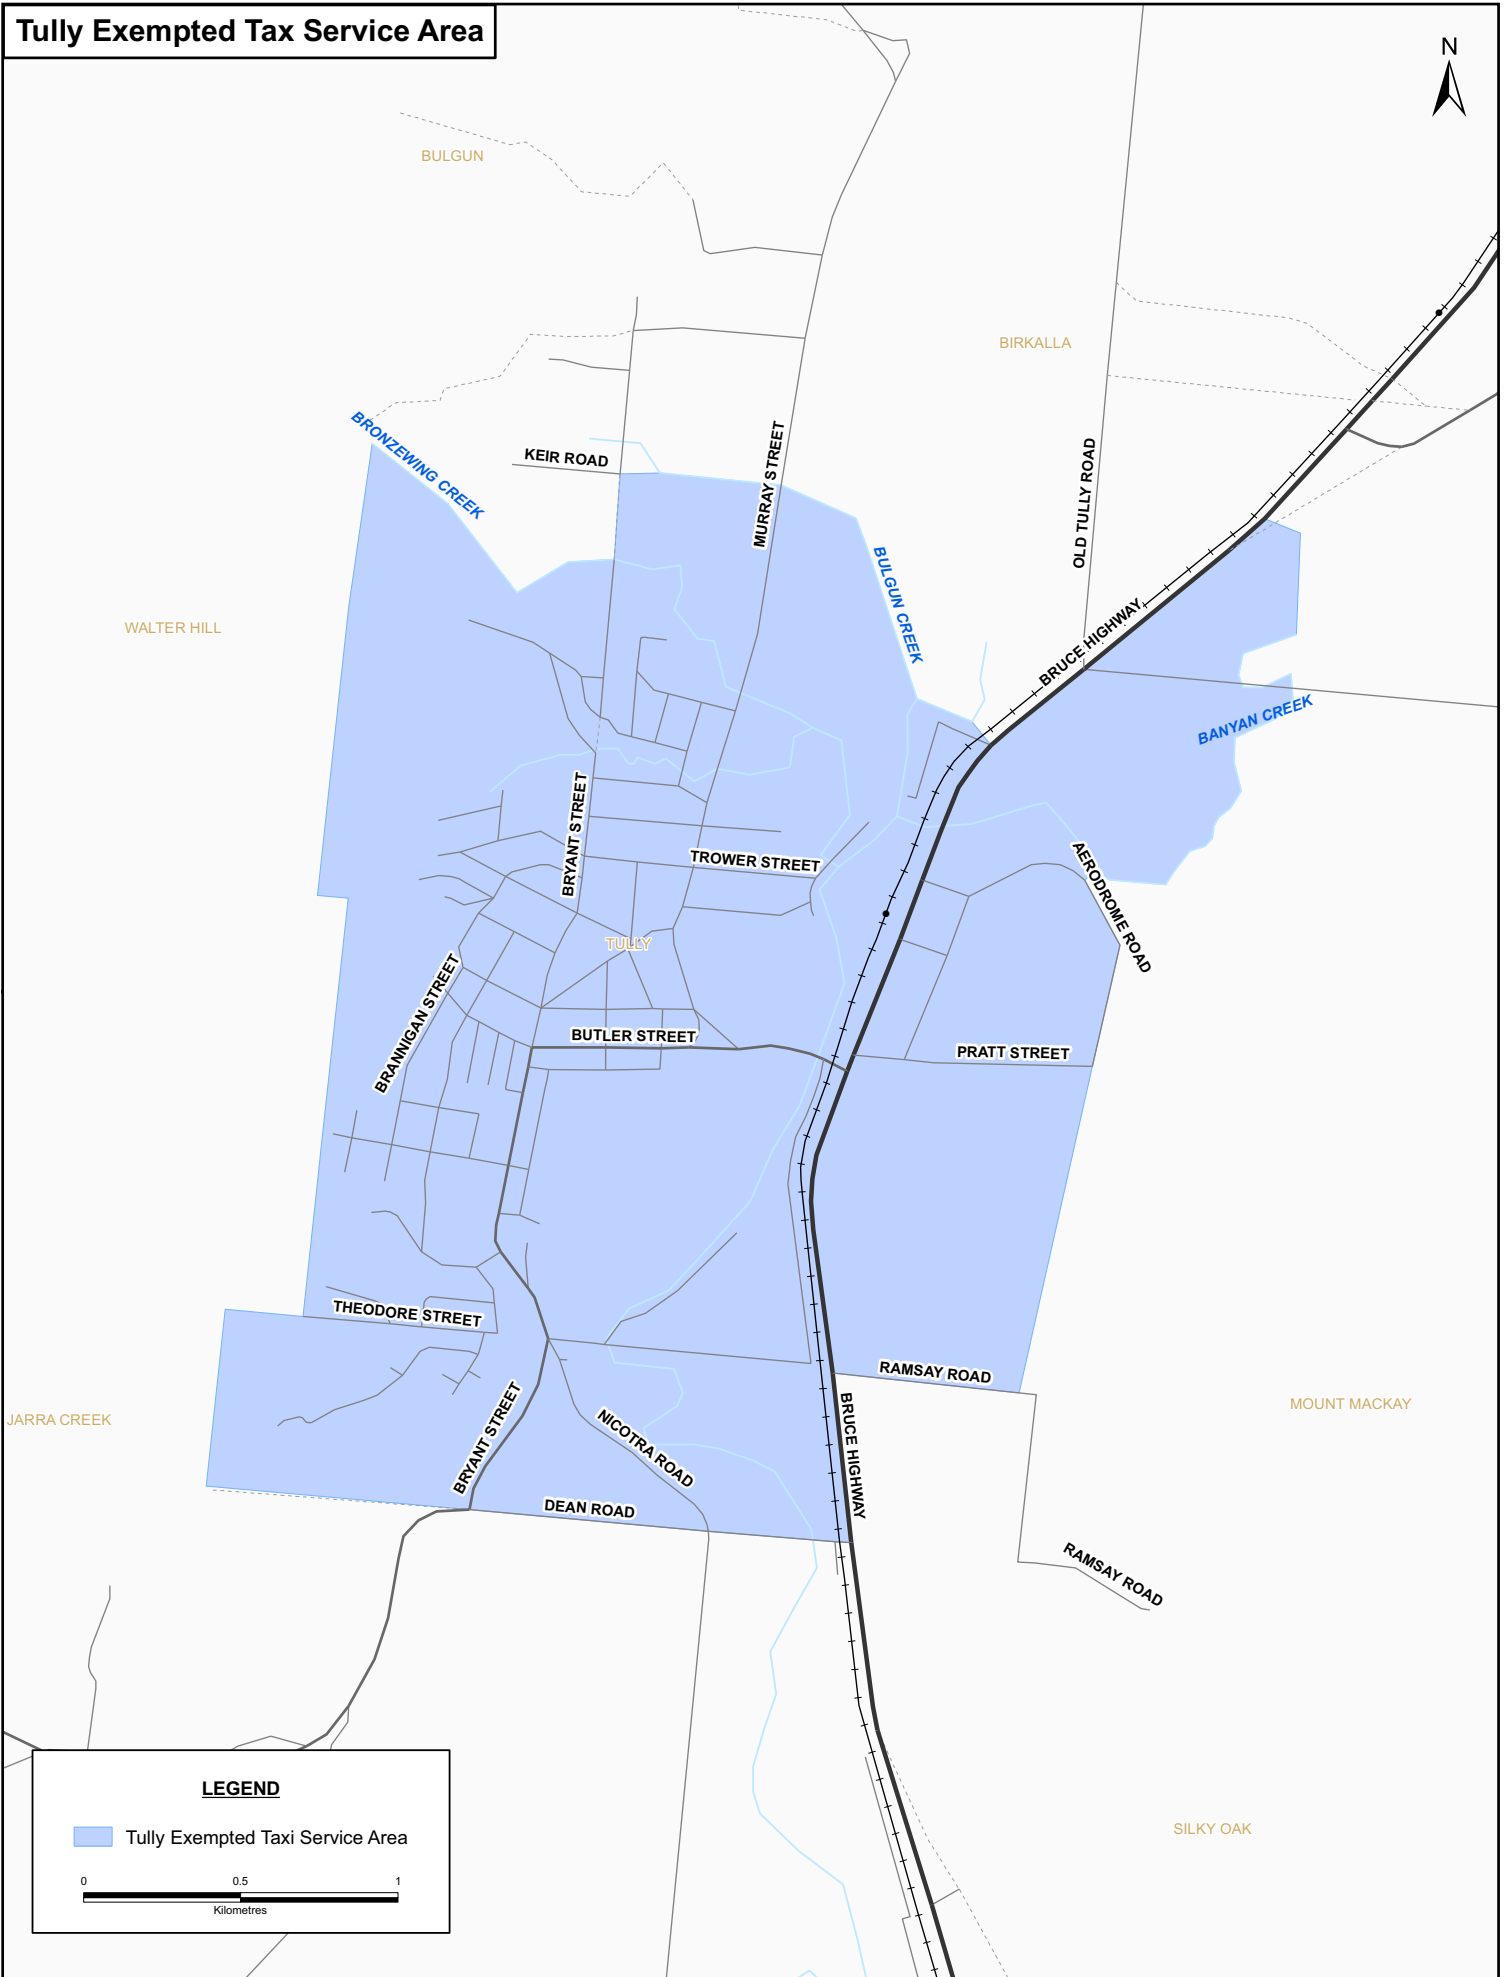 Tully Exempted Tax Service Area
N
BULGUN
BIRKALLA
BRONZEWING CREEK
KEIR ROAD
MURRAY STREET
OLD TULLY ROAD
BULGUN CREEK
WALTER HILL
BRUCE HIGHWAY
BANYAN CREEK
BRYANT STREET
TROWER STREET
AERODROME ROAD
TULLY
BRANNIGAN STREET
BUTLER STREET
PRATT STREET
THEODORE STREET
RAMSAY ROAD
MOUNT MACKAY
JARRA CREEK
BRYANT STREET
NICOTRA ROAD
BRUCE HIGHWAY
DEAN ROAD
RAMSAY ROAD
LEGEND
Tully Exempted Taxi Service Area
0 0.5 1
Kilometres
SILKY OAK